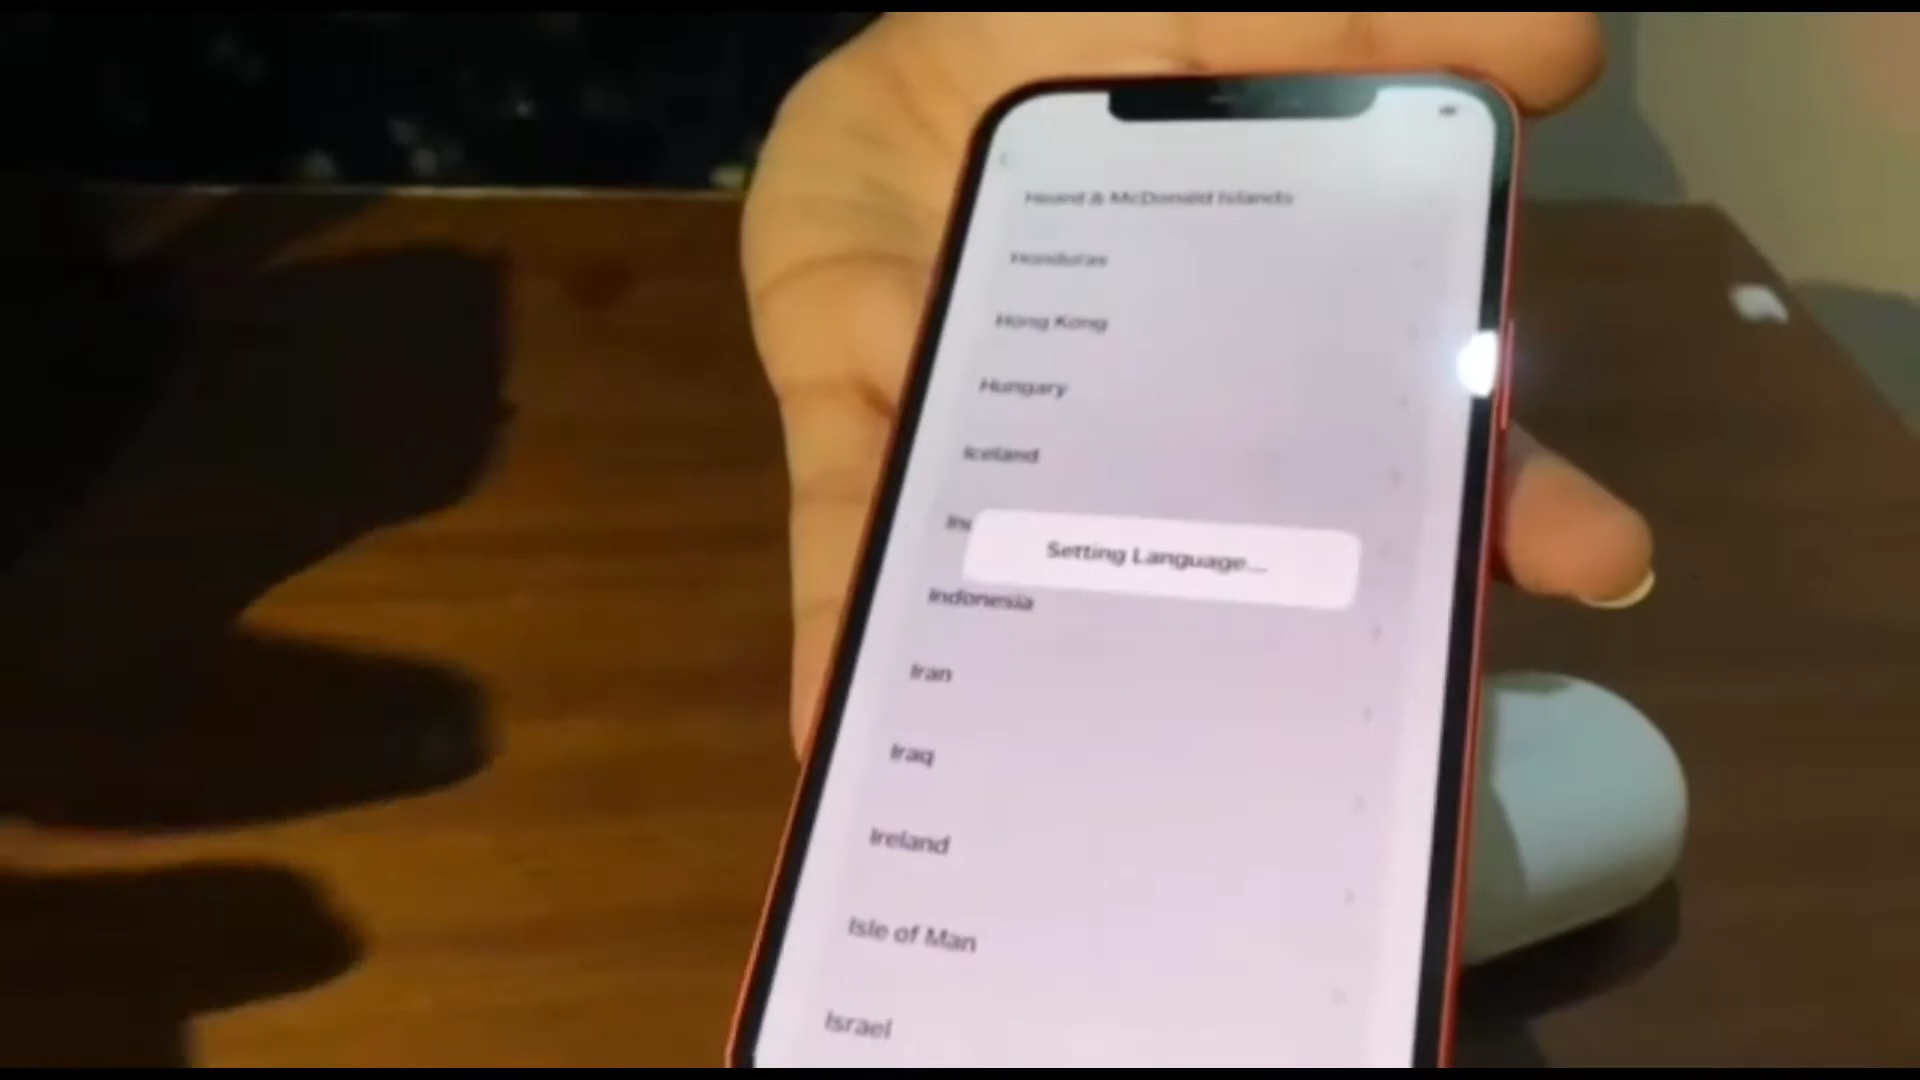 Heard & McDonald Islands
Honduras
Hong Kong
Hungary
Iceland
Setting Language...
Indonesia
Iran
Iraq
Ireland
Isle of Man
Israel